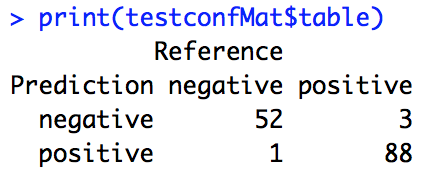 > print(testconfMat$table)
Reference
Prediction negative positive
negative 52 3
positive 1 88